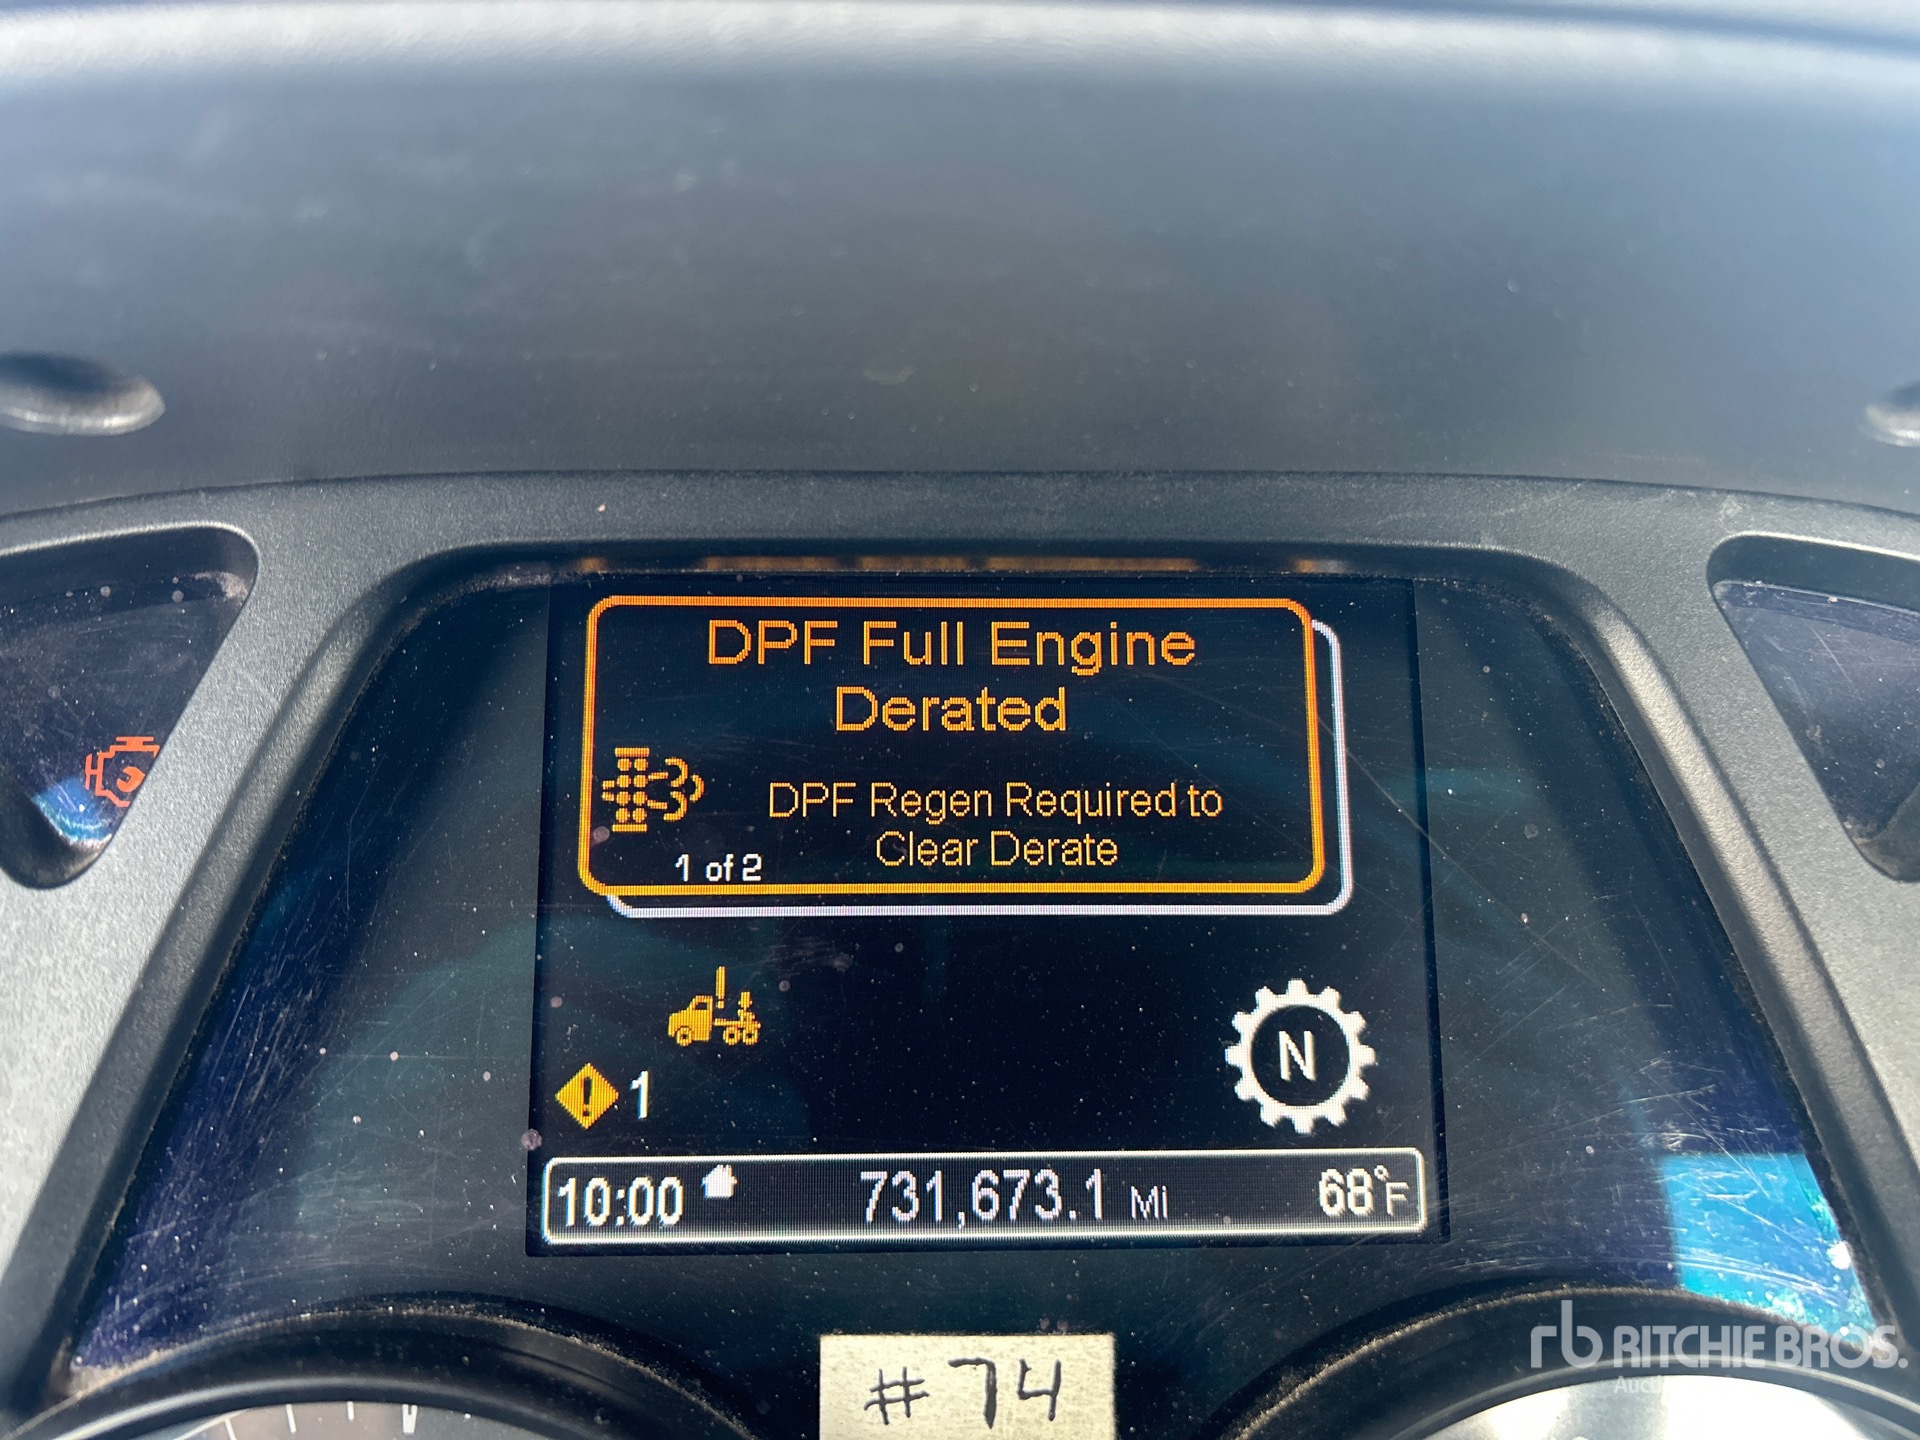 DPF Full Engine
Derated
DPF Regen Required to
Clear Derate
1 of 2
1
N
10:00 731,673.1 Mi 68°F
#74
rb RITCHIE BROS.